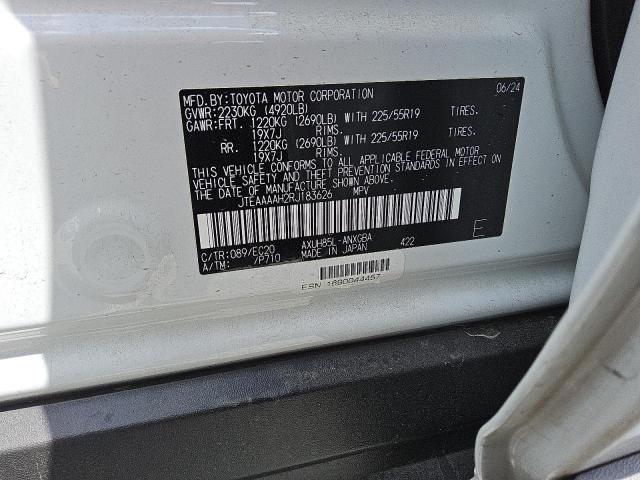 MFD.BY:TOYOTA MOTOR CORPORATION 06/24
GVWR:2230KG (4920LB)
GAWR:FRT. 1220KG (2690LB) WITH 225/55R19 TIRES.
19X7J RIMS.
RR. 1220KG (2690LB) WITH 225/55R19 TIRES.
19X7J RIMS.
THIS VEHICLE CONFORMS TO ALL APPLICABLE FEDERAL MOTOR
VEHICLE SAFETY AND THEFT PREVENTION STANDARDS IN EFFECT ON
THE DATE OF MANUFACTURE SHOWN ABOVE.
JTEAAAAH2RJ183626 MPV
C/TR:089/EC20 AXUH85L-ANXGBA 422
A/TM: /P710 MADE IN JAPAN
E
ESN 1690044457